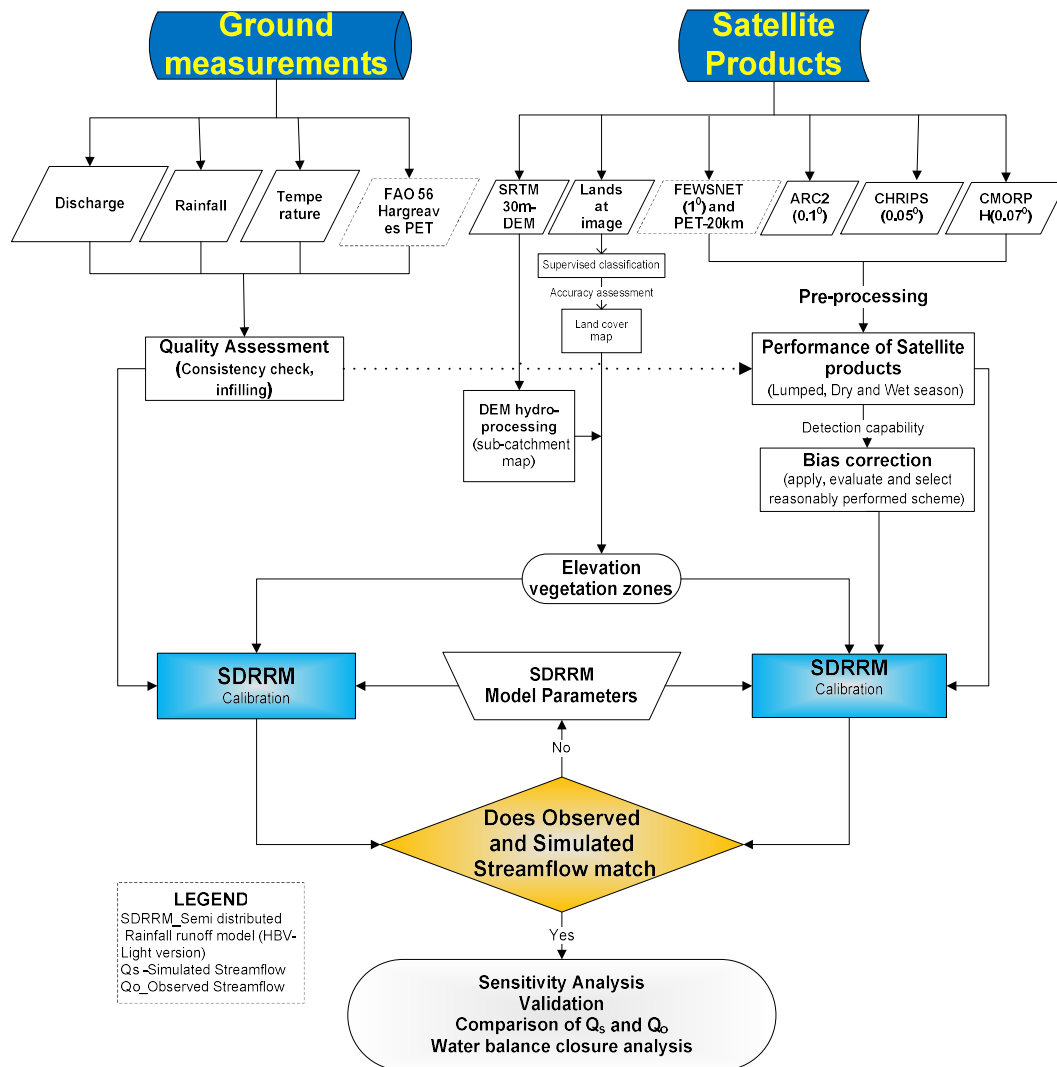 Ground
measurements
Satellite
Products
Discharge
Rainfall
Tempe
rature
FAO 56
Hargreav
es PET
SRTM
30m-
DEM
Lands
at
image
FEWSNET
(1⁰) and
PET-20km
ARC2
(0.1⁰)
CHRIPS
(0.05⁰)
CMORP
H(0.07⁰)
Supervised classification
Accuracy assessment
Land cover
map
Pre-processing
Quality Assessment
(Consistency check,
infilling)
Performance of Satellite
products
(Lumped, Dry and Wet season)
DEM hydro-
processing
(sub-catchment
map)
Detection capability
Bias correction
(apply, evaluate and select
reasonably performed scheme)
Elevation
vegetation zones
SDRRM
Calibration
SDRRM
Model Parameters
SDRRM
Calibration
No
Does Observed
and Simulated
Streamflow match
LEGEND
SDRRM_Semi distributed
Rainfall runoff model (HBV-
Light version)
Qs -Simulated Streamflow
Qo_Observed Streamflow
Yes
Sensitivity Analysis
Validation
Comparison of Qs and Qo
Water balance closure analysis